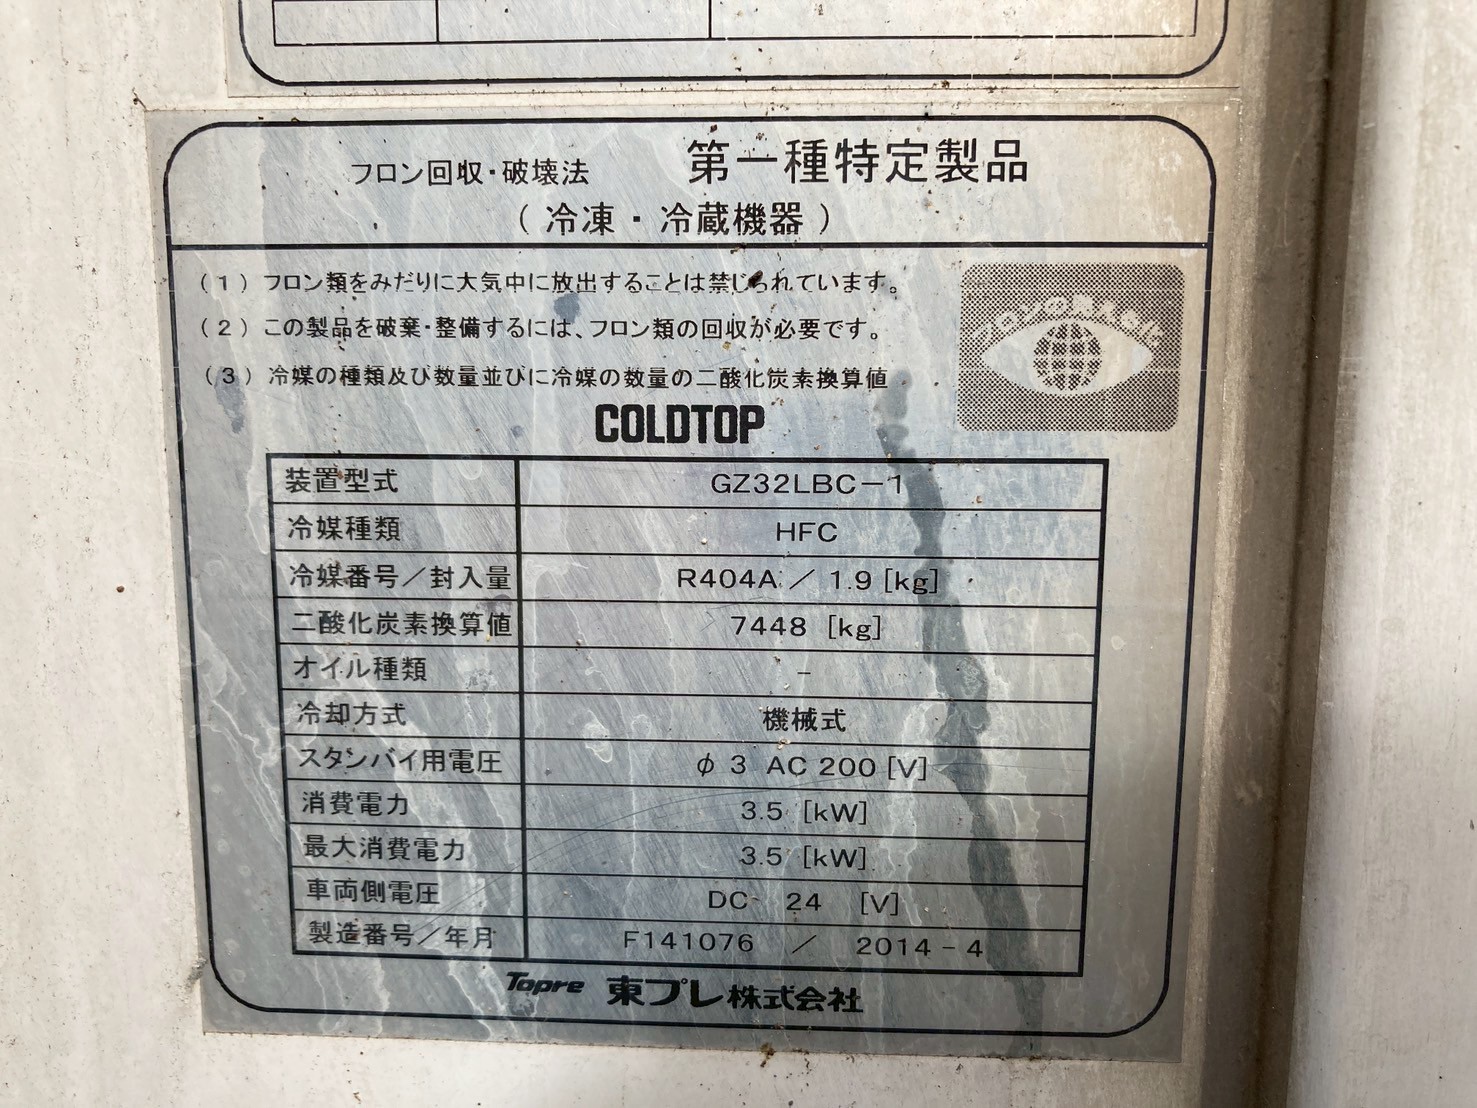 フロン回収・破壊法 第一種特定製品
(冷凍・冷蔵機器)
(1) フロン類をみだりに大気中に放出することは禁じられています。
(2) この製品を破棄・整備するには、フロン類の回収が必要です。
(3) 冷媒の種類及び数量並びに冷媒の数量の二酸化炭素換算値
フロンの見える化
COLDTOP
装置型式 GZ32LBC-1
冷媒種類 HFC
冷媒番号/封入量 R404A / 1.9 [kg]
二酸化炭素換算値 7448 [kg]
オイル種類 -
冷却方式 機械式
スタンバイ用電圧 φ 3 AC 200 [V]
消費電力 3.5 [kW]
最大消費電力 3.5 [kW]
車両側電圧 DC 24 [V]
製造番号/年月 F141076 / 2014-4
Topre 東プレ株式会社